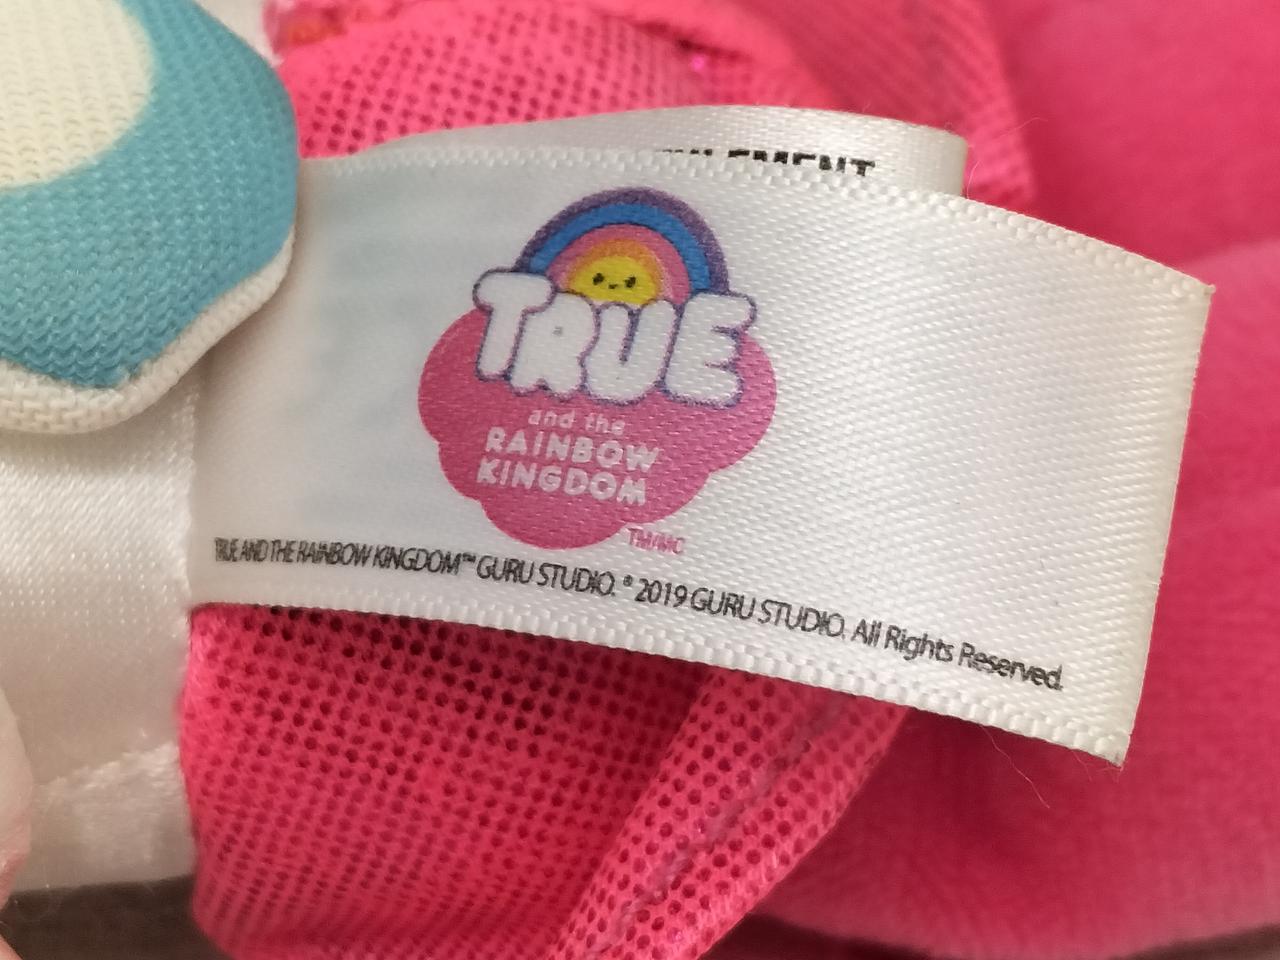 TRUE
and the
RAINBOW
KINGDOM
TM/MC
TRUE AND THE RAINBOW KINGDOM™ GURU STUDIO. ® 2019 GURU STUDIO. All Rights Reserved.